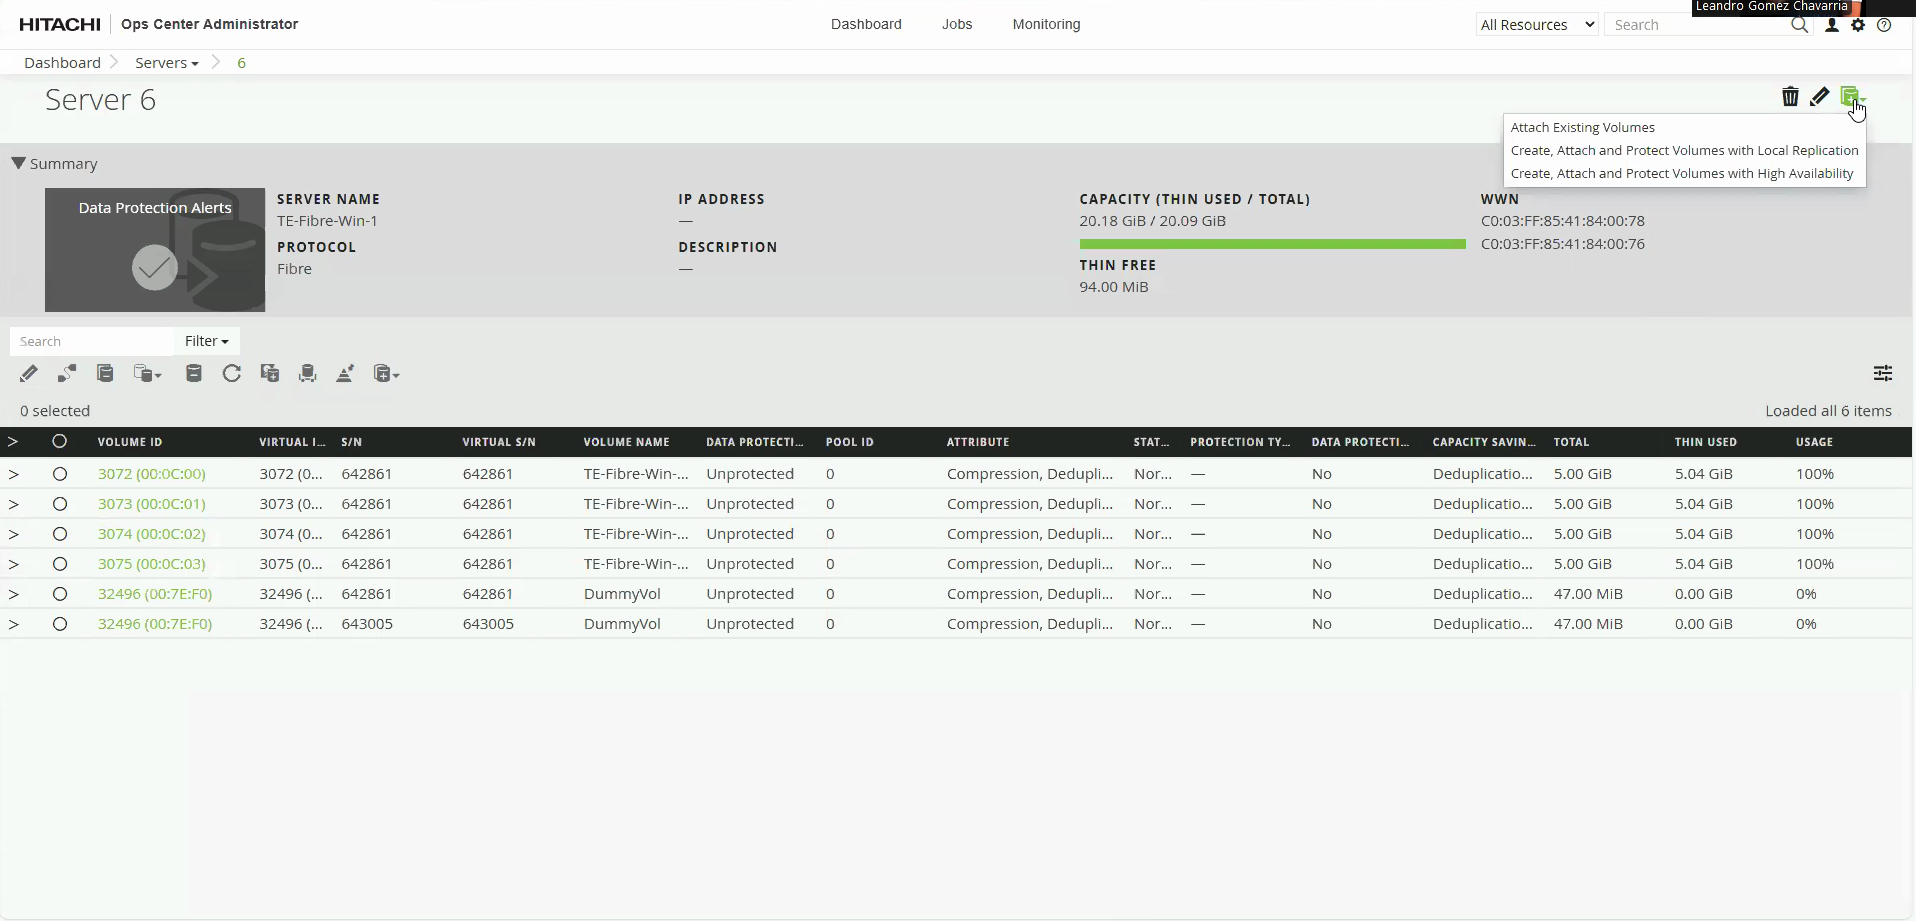 Leandro Gomez Chavarria
HITACHI Ops Center Administrator Dashboard Jobs Monitoring All Resources Search
Dashboard Servers 6
Server 6
Attach Existing Volumes
Create, Attach and Protect Volumes with Local Replication
Create, Attach and Protect Volumes with High Availability
Summary
Data Protection Alerts
SERVER NAME
TE-Fibre-Win-1
PROTOCOL
Fibre
IP ADDRESS
—
DESCRIPTION
—
CAPACITY (THIN USED / TOTAL)
20.18 GiB / 20.09 GiB
THIN FREE
94.00 MiB
WWN
C0:03:FF:85:41:84:00:78
C0:03:FF:85:41:84:00:76
Search Filter
0 selected Loaded all 6 items
VOLUME ID VIRTUAL I... S/N VIRTUAL S/N VOLUME NAME DATA PROTECTI... POOL ID ATTRIBUTE STAT... PROTECTION TY... DATA PROTECTI... CAPACITY SAVIN... TOTAL THIN USED USAGE
3072 (00:0C:00) 3072 (0... 642861 642861 TE-Fibre-Win-... Unprotected 0 Compression, Dedupli... Nor... — No Deduplicatio... 5.00 GiB 5.04 GiB 100%
3073 (00:0C:01) 3073 (0... 642861 642861 TE-Fibre-Win-... Unprotected 0 Compression, Dedupli... Nor... — No Deduplicatio... 5.00 GiB 5.04 GiB 100%
3074 (00:0C:02) 3074 (0... 642861 642861 TE-Fibre-Win-... Unprotected 0 Compression, Dedupli... Nor... — No Deduplicatio... 5.00 GiB 5.04 GiB 100%
3075 (00:0C:03) 3075 (0... 642861 642861 TE-Fibre-Win-... Unprotected 0 Compression, Dedupli... Nor... — No Deduplicatio... 5.00 GiB 5.04 GiB 100%
32496 (00:7E:F0) 32496 (... 642861 642861 DummyVol Unprotected 0 Compression, Dedupli... Nor... — No Deduplicatio... 47.00 MiB 0.00 GiB 0%
32496 (00:7E:F0) 32496 (... 643005 643005 DummyVol Unprotected 0 Compression, Dedupli... Nor... — No Deduplicatio... 47.00 MiB 0.00 GiB 0%